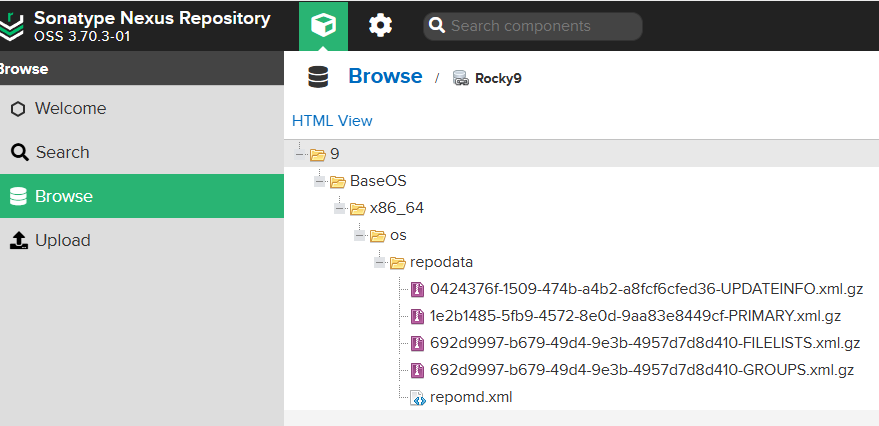 Sonatype Nexus Repository
OSS 3.70.3-01
Search components
Browse
Browse / Rocky9
Welcome
HTML View
Search
9
Browse
BaseOS
x86_64
Upload
os
repodata
0424376f-1509-474b-a4b2-a8fcf6cfed36-UPDATEINFO.xml.gz
1e2b1485-5fb9-4572-8e0d-9aa83e8449cf-PRIMARY.xml.gz
692d9997-b679-49d4-9e3b-4957d7d8d410-FILELISTS.xml.gz
692d9997-b679-49d4-9e3b-4957d7d8d410-GROUPS.xml.gz
repomd.xml